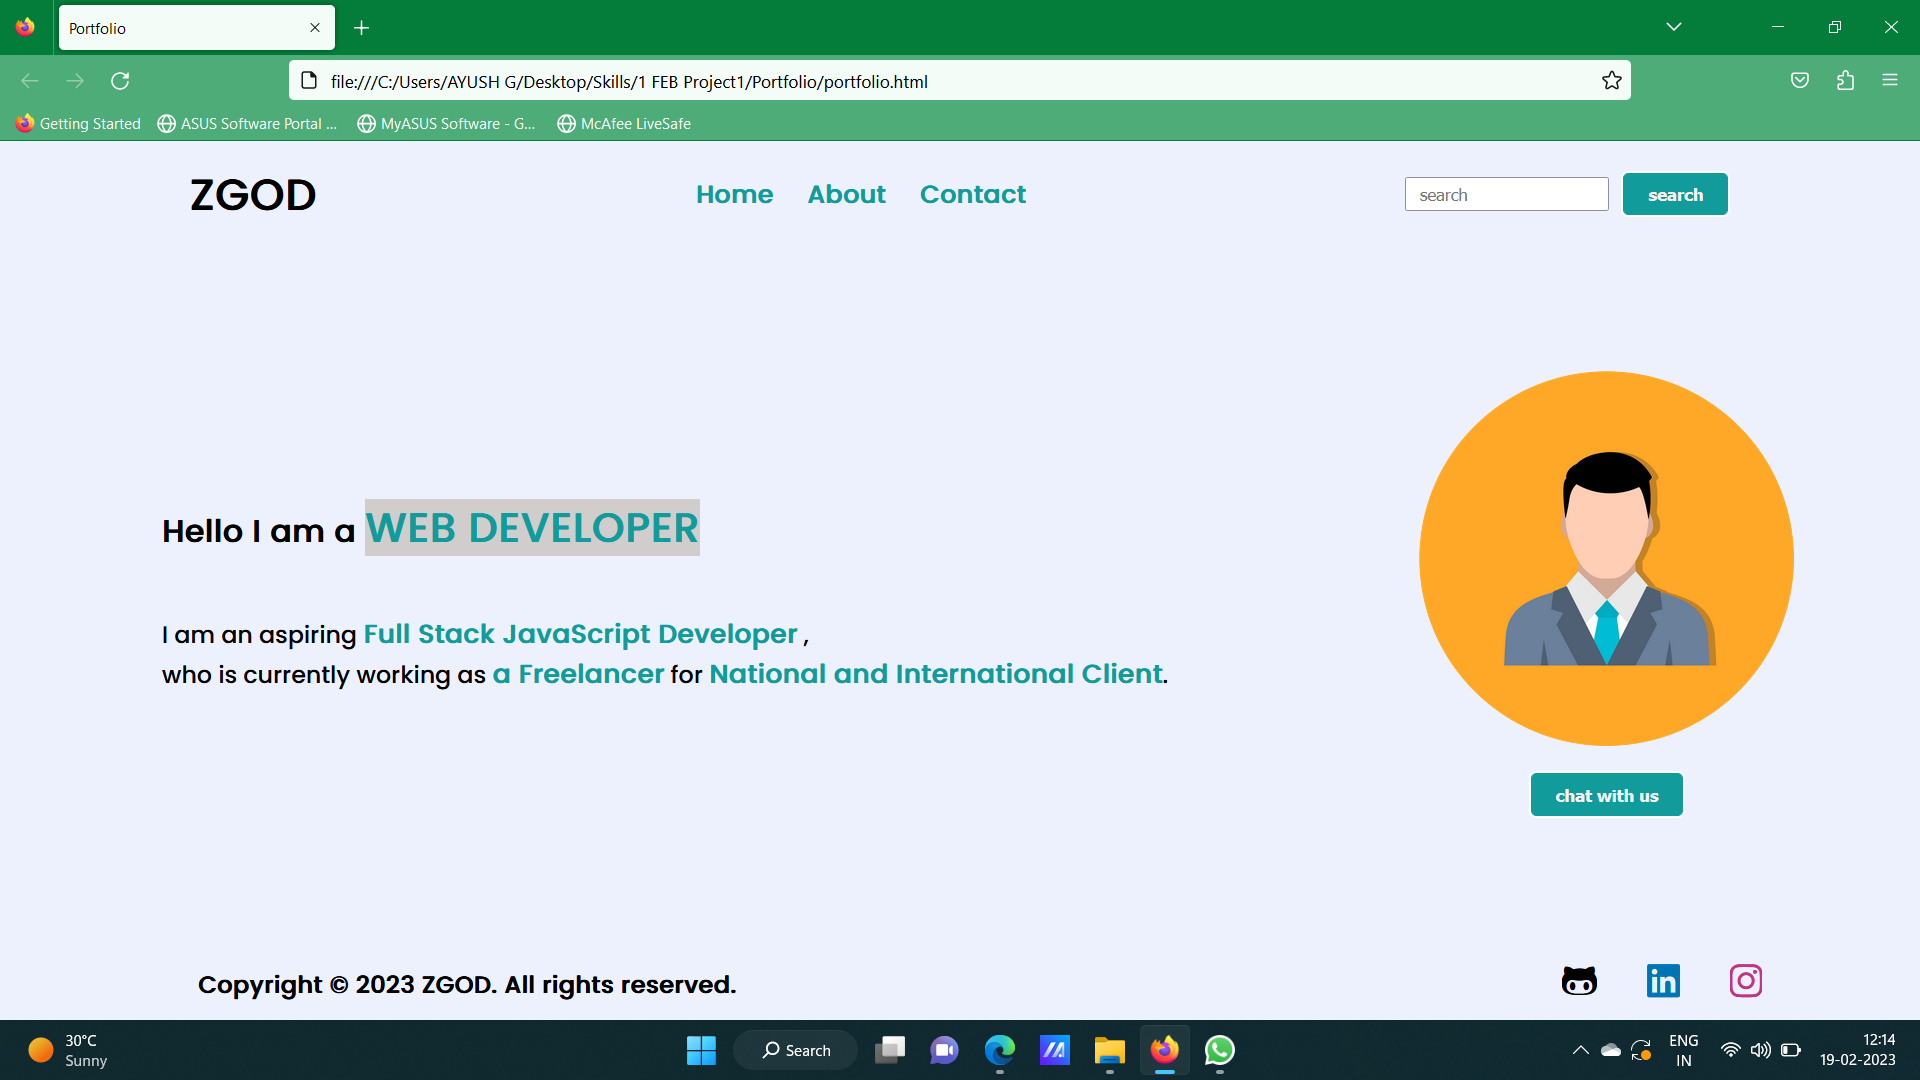 Portfolio
file:///C:/Users/AYUSH G/Desktop/Skills/1 FEB Project1/Portfolio/portfolio.html
Getting Started ASUS Software Portal ... MyASUS Software - G... McAfee LiveSafe
ZGOD Home About Contact search search
Hello I am a WEB DEVELOPER
I am an aspiring Full Stack JavaScript Developer ,
who is currently working as a Freelancer for National and International Client.
chat with us
Copyright © 2023 ZGOD. All rights reserved.
in
30°C
Sunny
Search
ENG
IN
12:14
19-02-2023